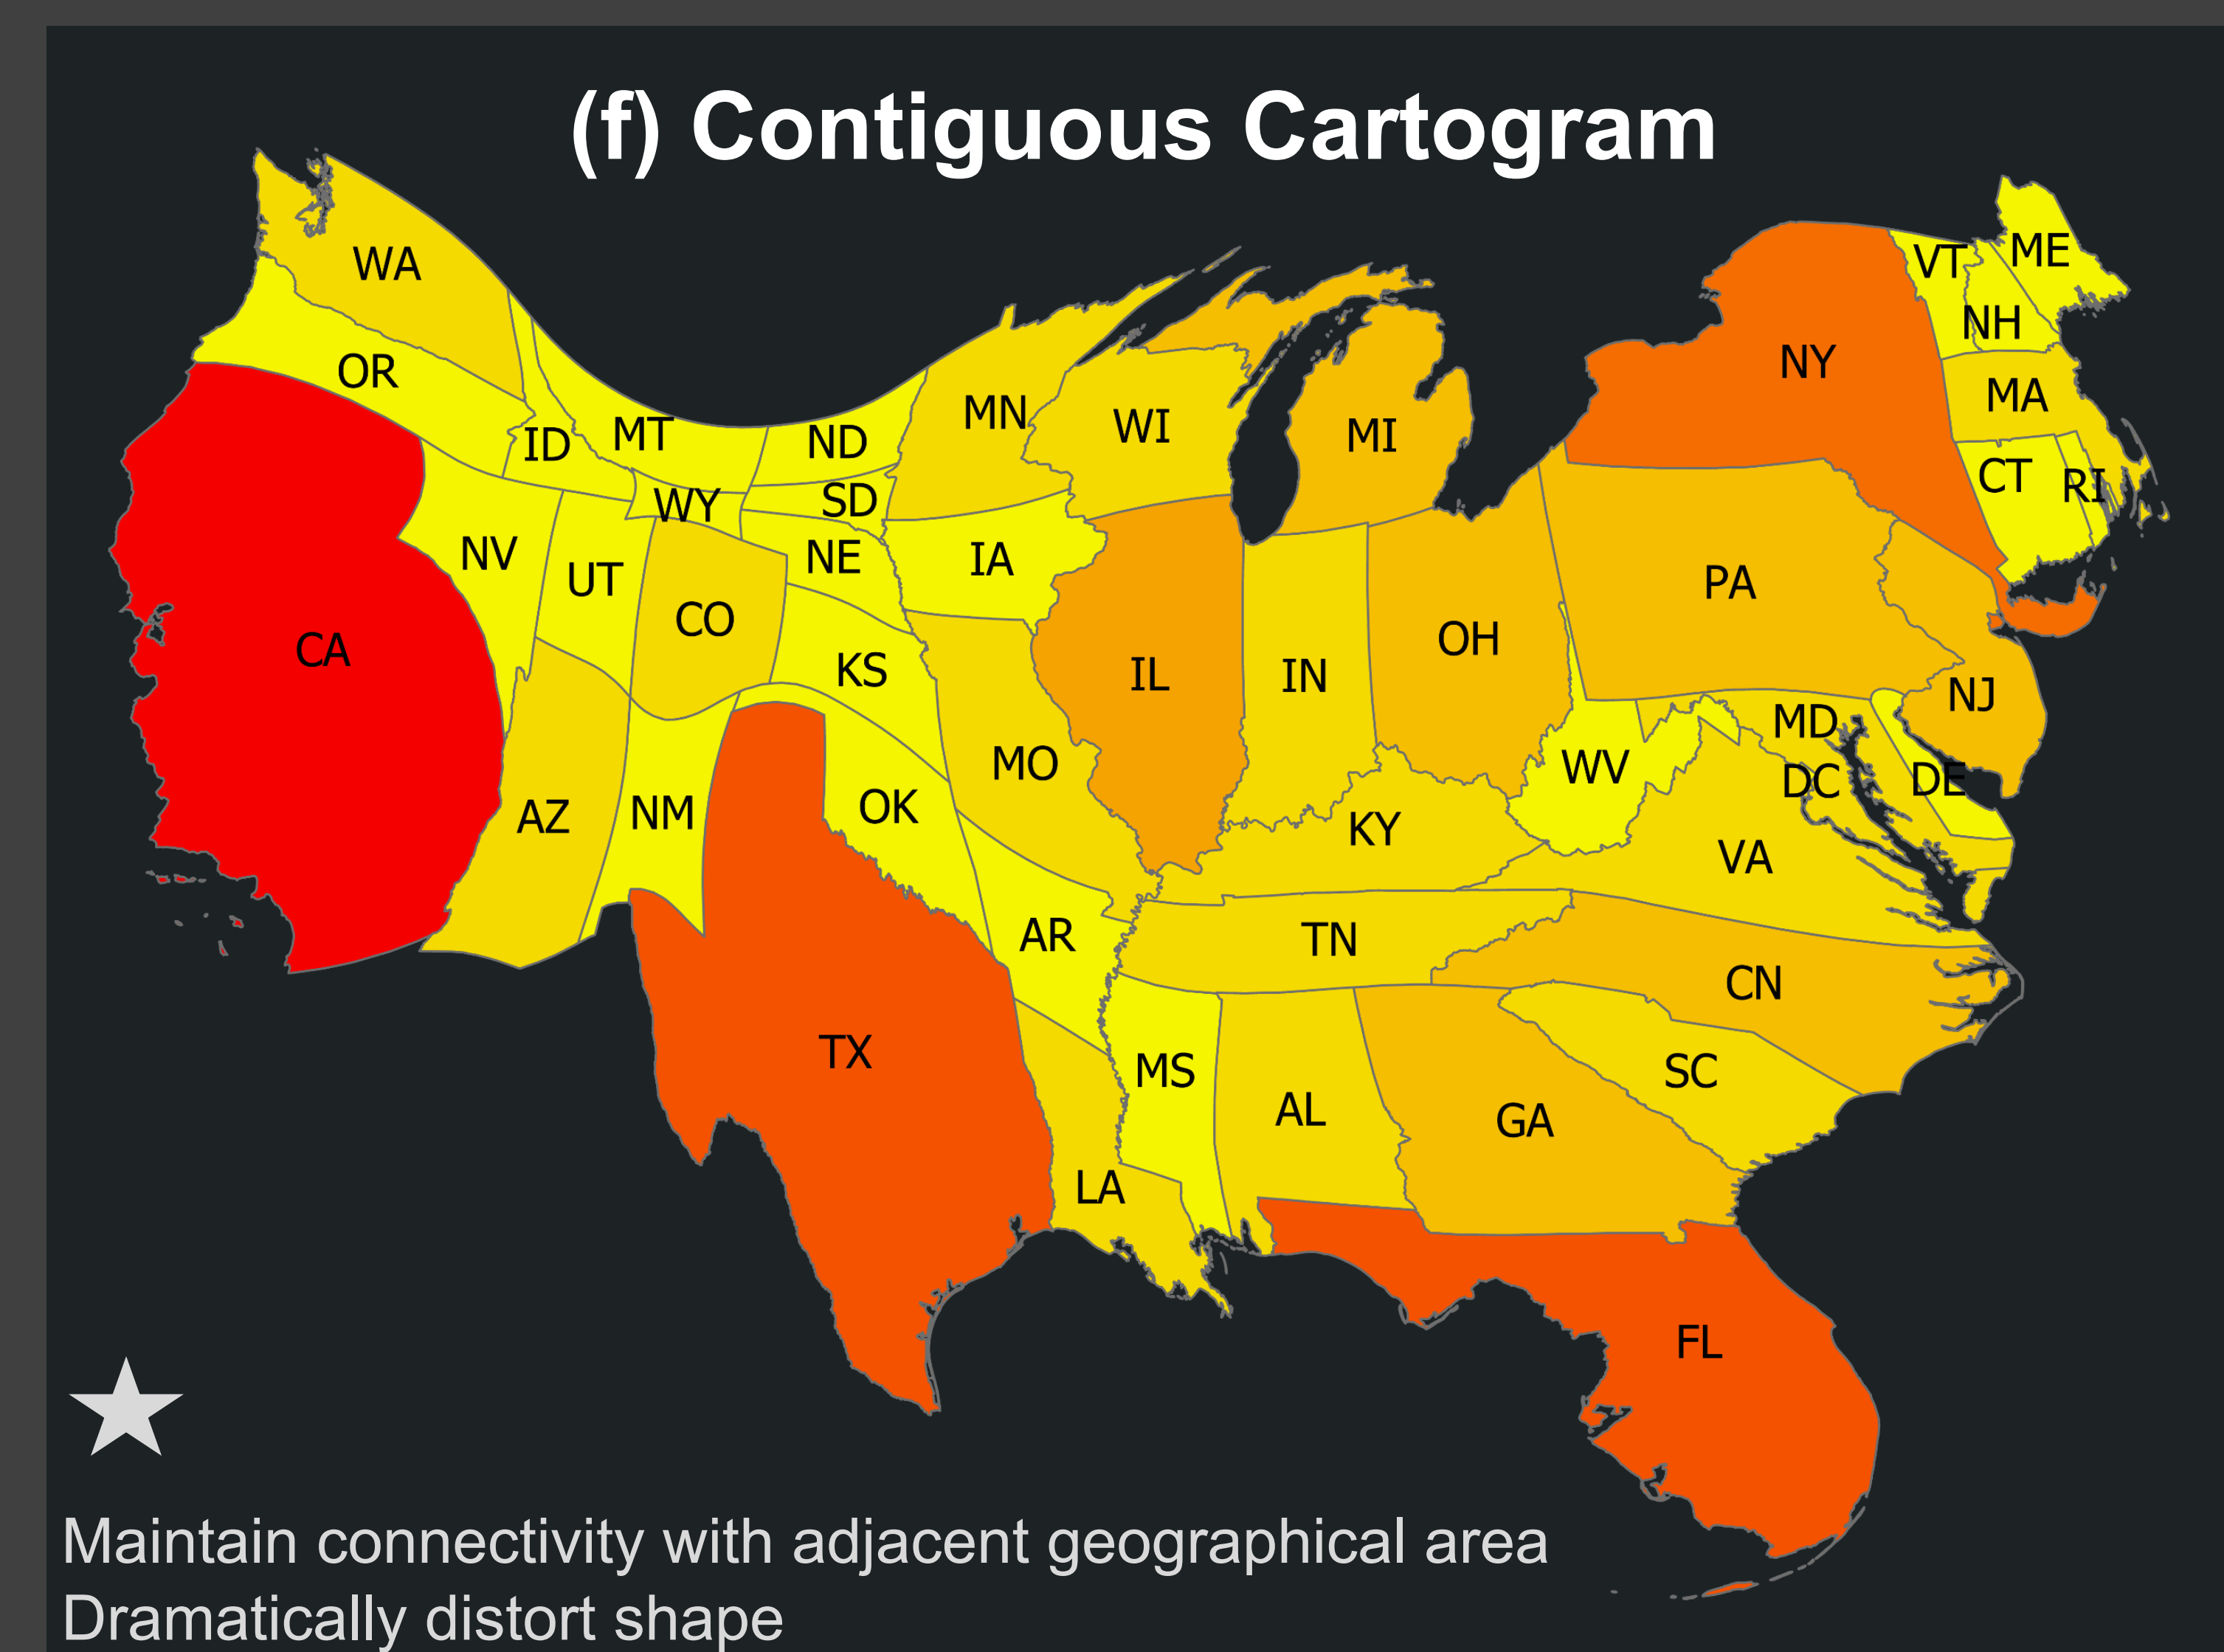 (f) Contiguous Cartogram
WA
VT
ME
NH
OR
NY
MA
MN
WI
MI
ID
MT
ND
CT
RI
WY
SD
NV
UT
NE
IA
PA
CO
OH
CA
KS
IL
IN
NJ
MD
MO
WV
DC
DE
AZ
NM
OK
KY
VA
AR
TN
CN
TX
MS
SC
AL
GA
LA
FL
Maintain connectivity with adjacent geographical area
Dramatically distort shape